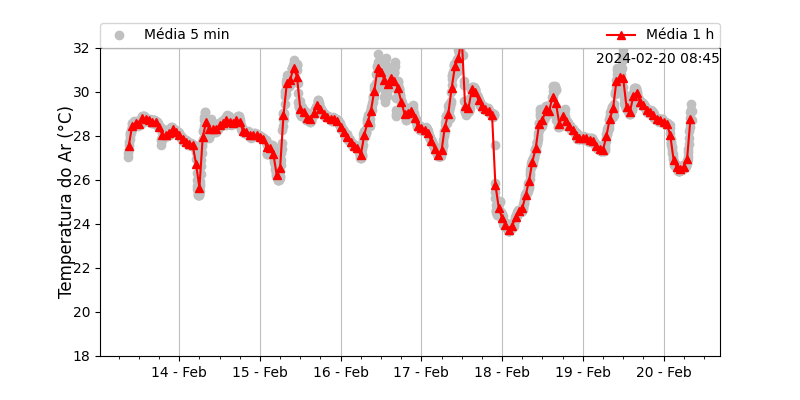 Média 5 min
Média 1 h
2024-02-20 08:45
Temperatura do Ar (°C)
32
30
28
26
24
22
20
18
14 - Feb
15 - Feb
16 - Feb
17 - Feb
18 - Feb
19 - Feb
20 - Feb